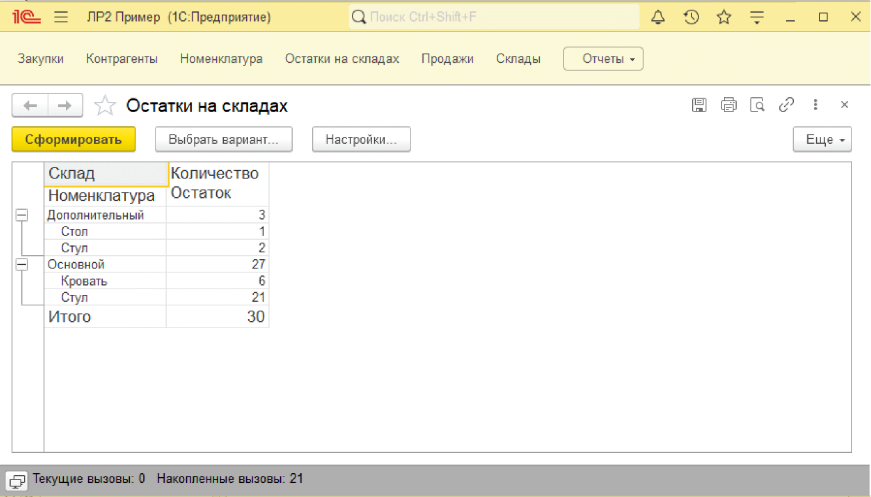 1С ЛР2 Пример (1С:Предприятие) Поиск Ctrl+Shift+F
Закупки Контрагенты Номенклатура Остатки на складах Продажи Склады Отчеты
Остатки на складах
Сформировать Выбрать вариант... Настройки... Еще
Склад Количество
Номенклатура Остаток
Дополнительный 3
Стол 1
Стул 2
Основной 27
Кровать 6
Стул 21
Итого 30
Текущие вызовы: 0 Накопленные вызовы: 21